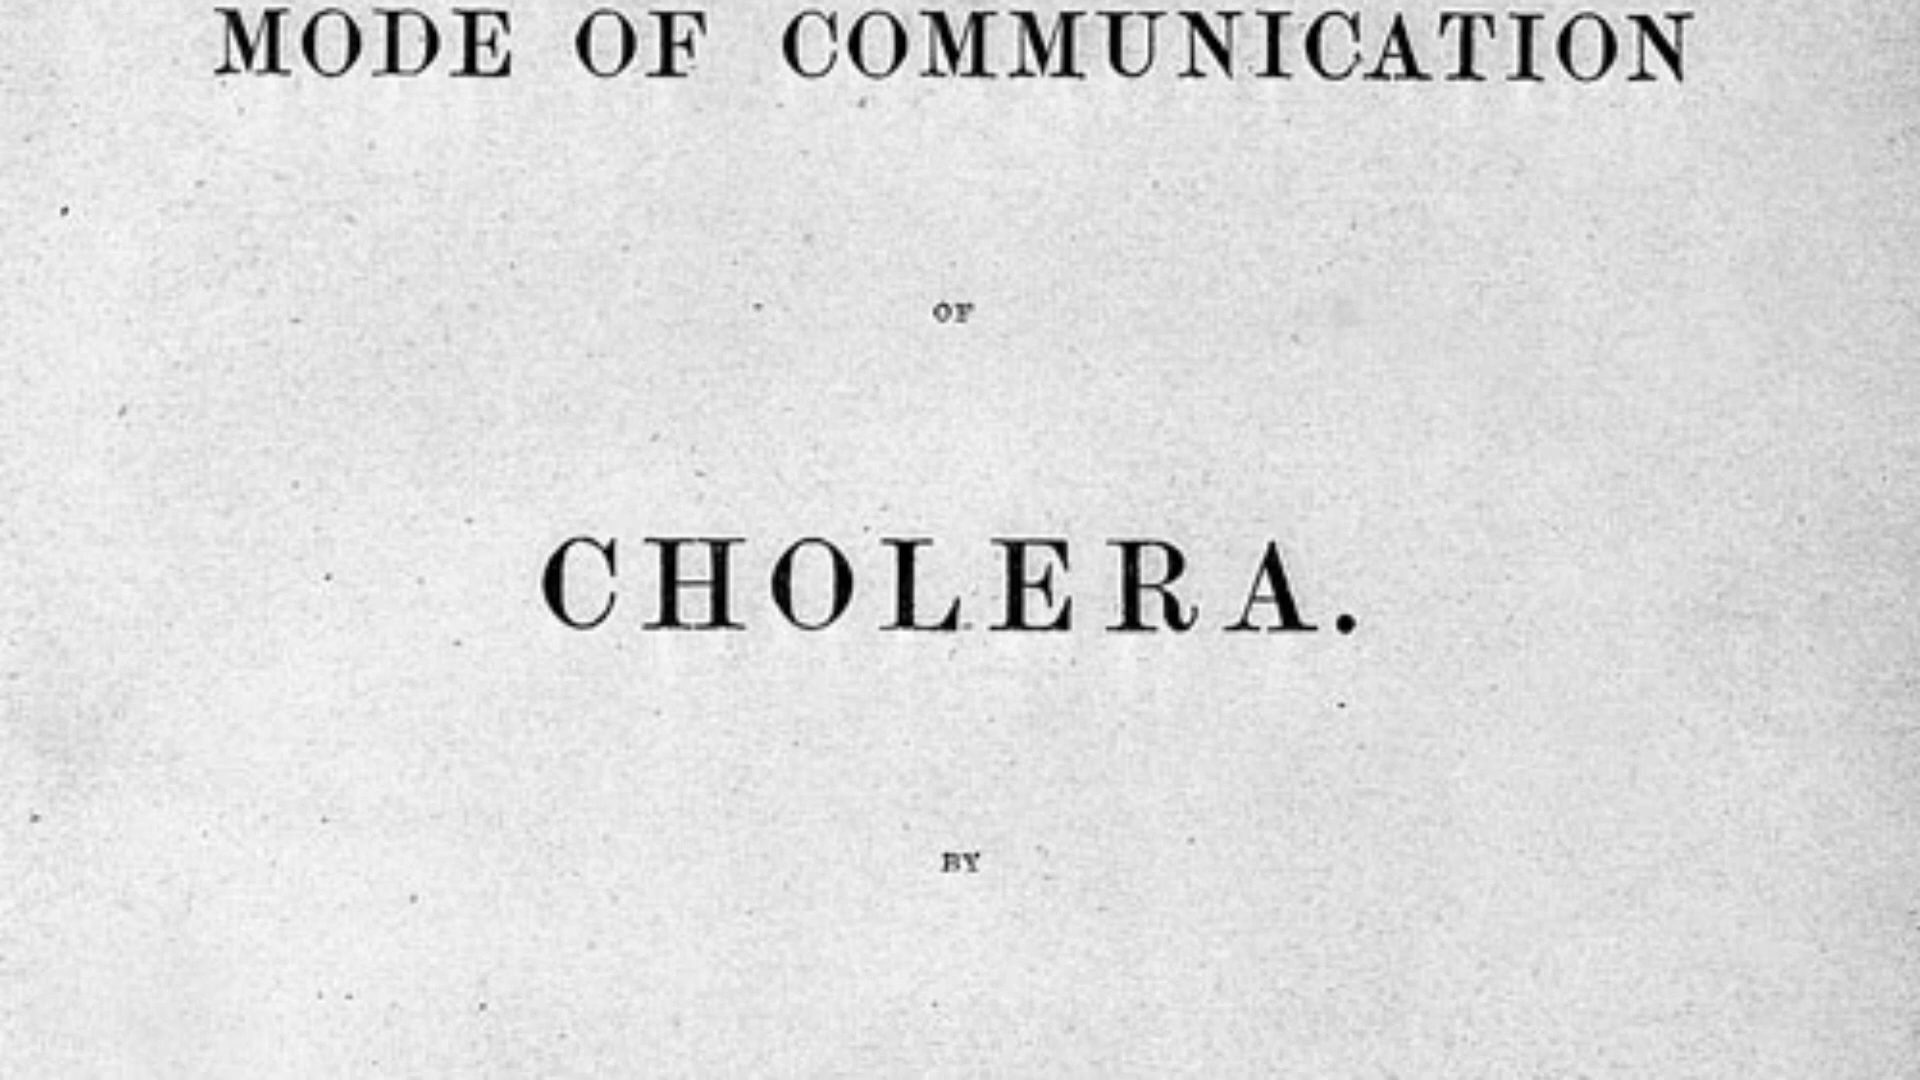 MODE OF COMMUNICATION
OF
CHOLERA.
BY